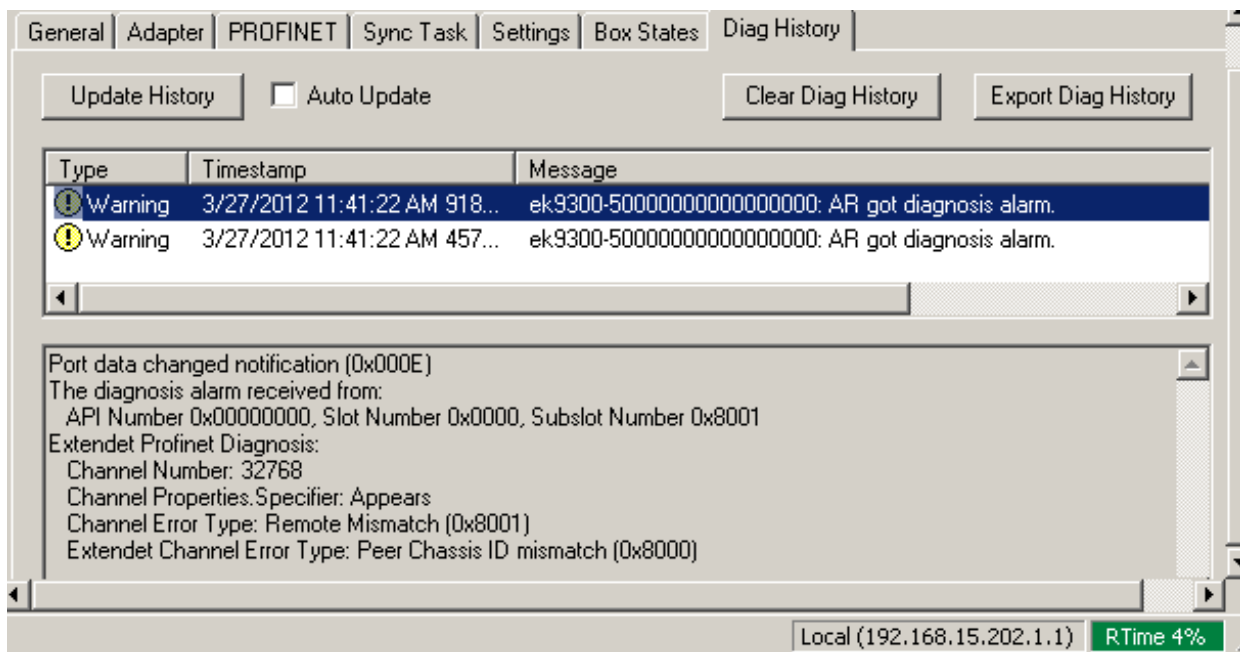 General Adapter PROFINET Sync Task Settings Box States Diag History
Update History Auto Update Clear Diag History Export Diag History
Type Timestamp Message
Warning 3/27/2012 11:41:22 AM 918... ek9300-50000000000000000: AR got diagnosis alarm.
Warning 3/27/2012 11:41:22 AM 457... ek9300-50000000000000000: AR got diagnosis alarm.
Port data changed notification (0x000E)
The diagnosis alarm received from:
API Number 0x00000000, Slot Number 0x0000, Subslot Number 0x8001
Extendet Profinet Diagnosis:
Channel Number: 32768
Channel Properties.Specifier: Appears
Channel Error Type: Remote Mismatch (0x8001)
Extendet Channel Error Type: Peer Chassis ID mismatch (0x8000)
Local (192.168.15.202.1.1) RTime 4%